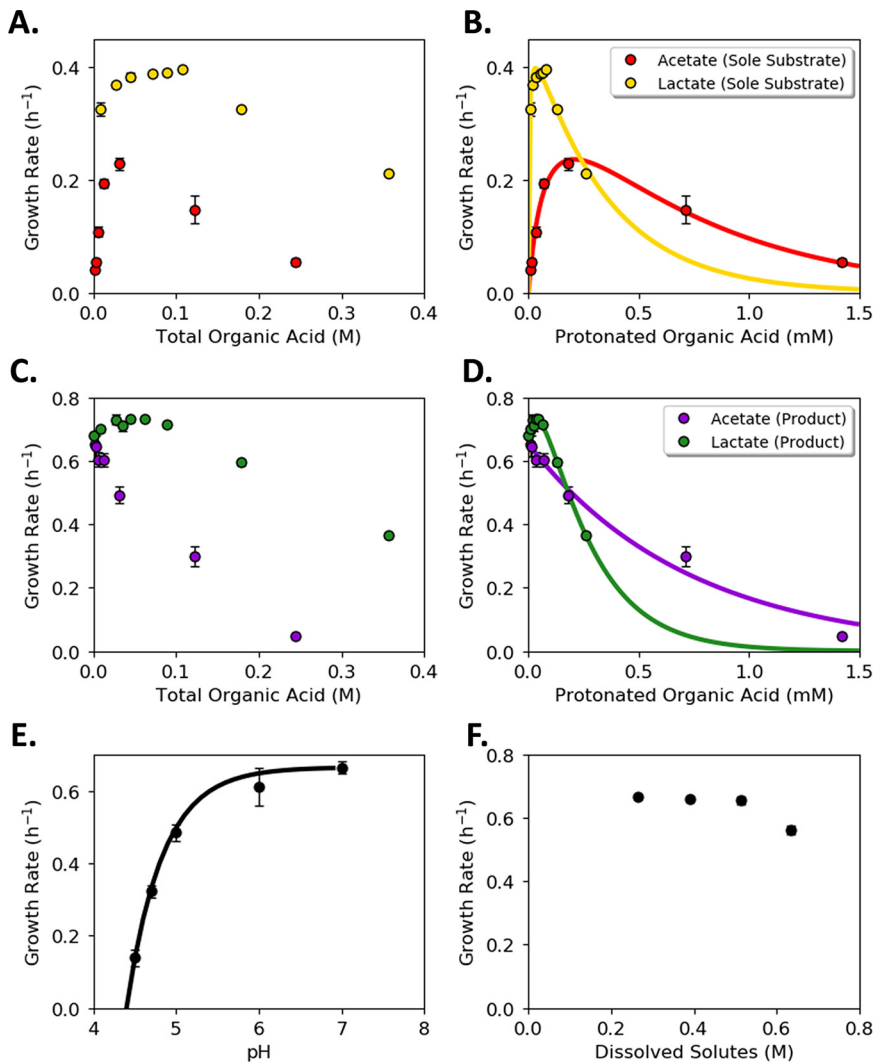 A.
B.
0.4
0.2
0.0
Growth Rate (h⁻¹)
0.0 0.1 0.2 0.3 0.4
Total Organic Acid (M)
0.4
0.2
0.0
Growth Rate (h⁻¹)
Acetate (Sole Substrate)
Lactate (Sole Substrate)
0.0 0.5 1.0 1.5
Protonated Organic Acid (mM)
C.
D.
0.8
0.6
0.4
0.2
0.0
Growth Rate (h⁻¹)
0.0 0.1 0.2 0.3 0.4
Total Organic Acid (M)
0.8
0.6
0.4
0.2
0.0
Growth Rate (h⁻¹)
Acetate (Product)
Lactate (Product)
0.0 0.5 1.0 1.5
Protonated Organic Acid (mM)
E.
F.
0.6
0.4
0.2
0.0
Growth Rate (h⁻¹)
4 5 6 7 8
pH
0.8
0.6
0.4
0.2
0.0
Growth Rate (h⁻¹)
0.0 0.2 0.4 0.6 0.8
Dissolved Solutes (M)